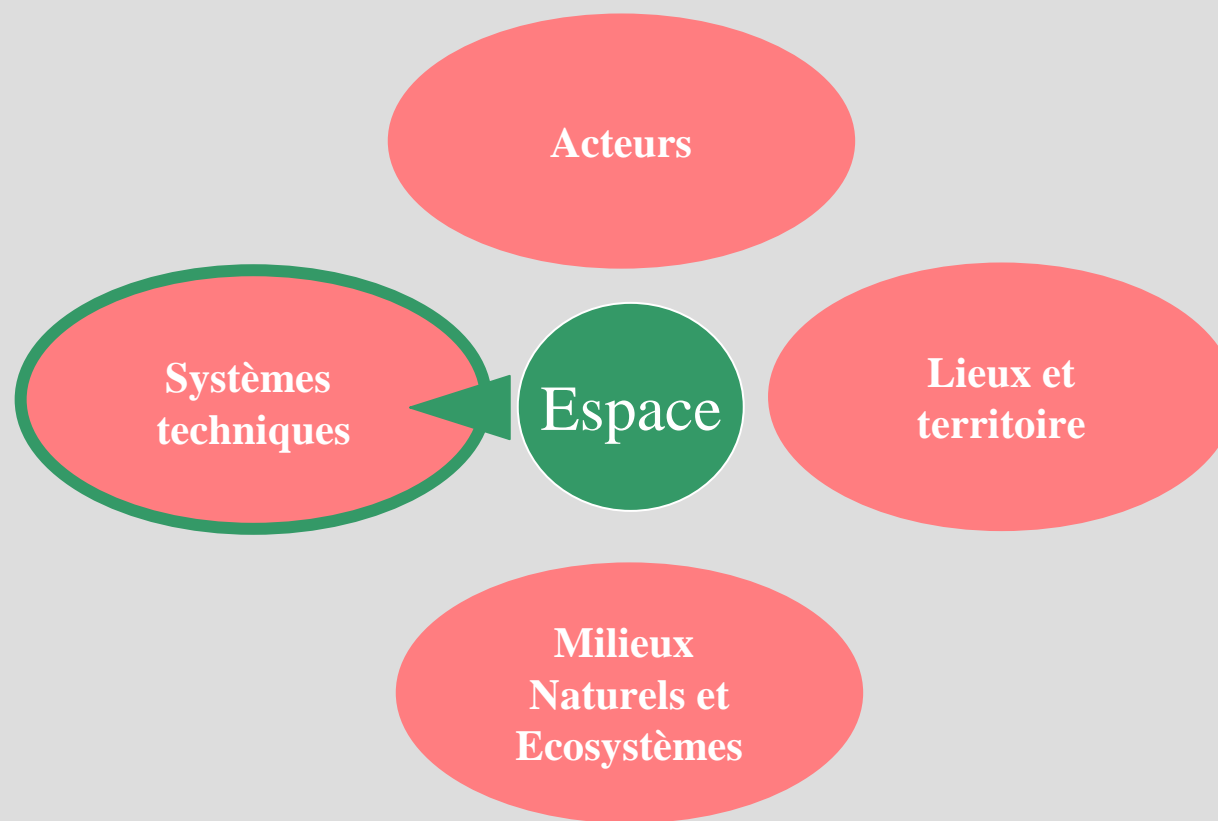 Acteurs
Systèmes
techniques
Espace
Lieux et
territoire
Milieux
Naturels et
Ecosystèmes